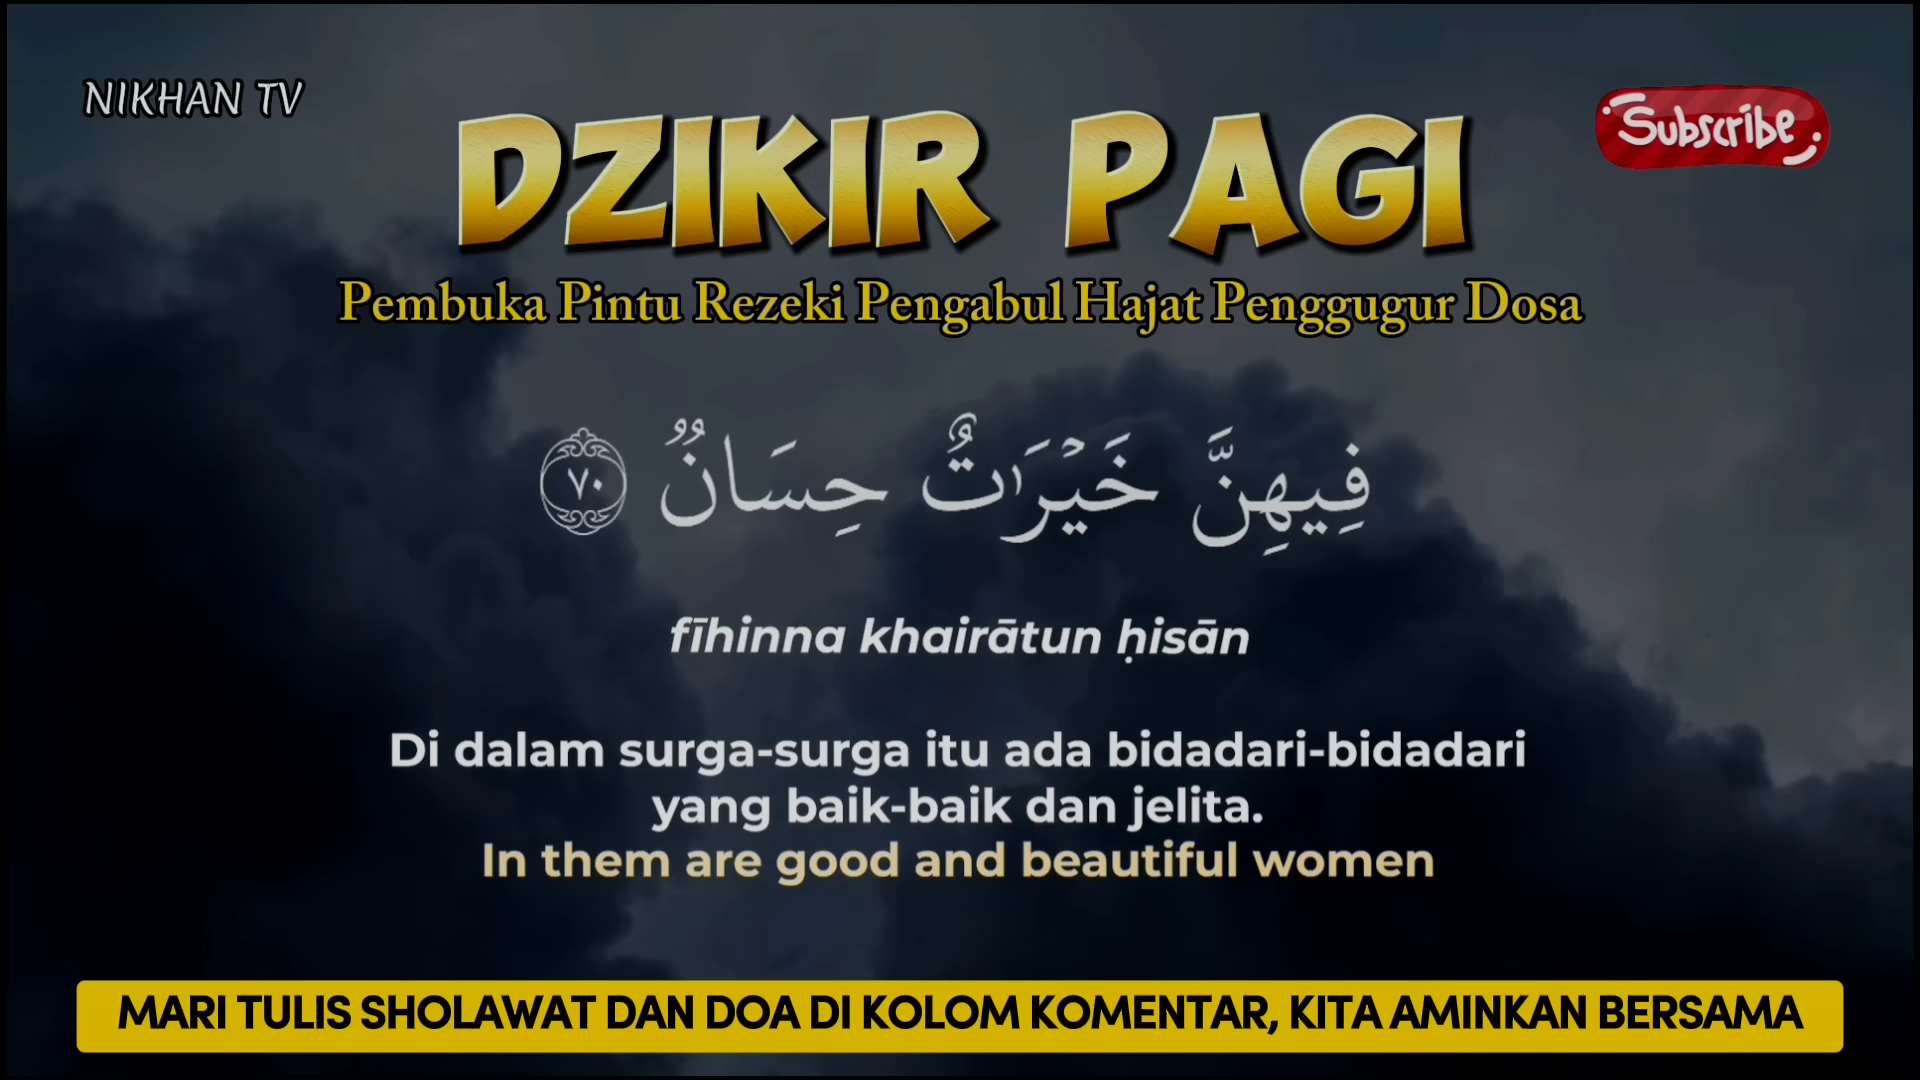 NIKHAN TV
Subscribe
DZIKIR PAGI
Pembuka Pintu Rezeki Pengabul Hajat Penggugur Dosa
فِيهِنَّ خَيْرَٰتٌ حِسَانٌ ٧٠
fīhinna khairātun ḥisān
Di dalam surga-surga itu ada bidadari-bidadari
yang baik-baik dan jelita.
In them are good and beautiful women
MARI TULIS SHOLAWAT DAN DOA DI KOLOM KOMENTAR, KITA AMINKAN BERSAMA